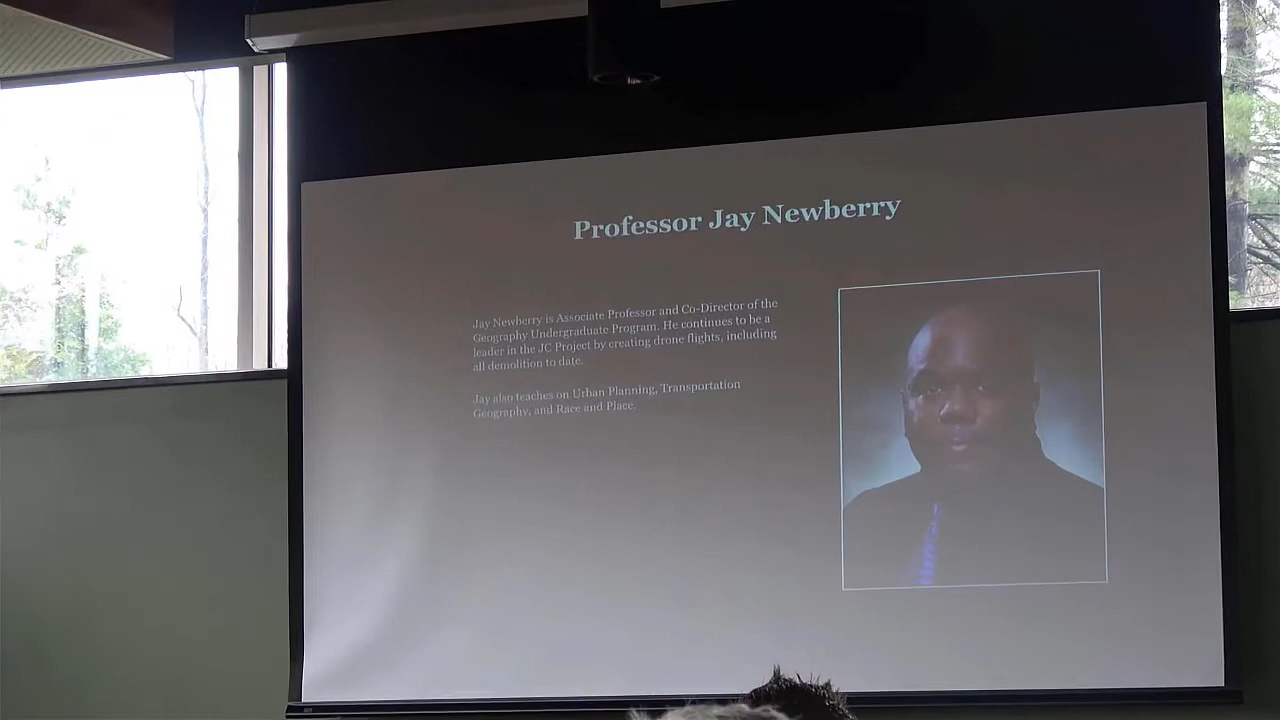 Professor Jay Newberry
Jay Newberry is Associate Professor and Co-Director of the
Geography Undergraduate Program. He continues to be a
leader in the JC Project by creating drone flights, including
all demolition to date.
Jay also teaches on Urban Planning, Transportation
Geography, and Race and Place.